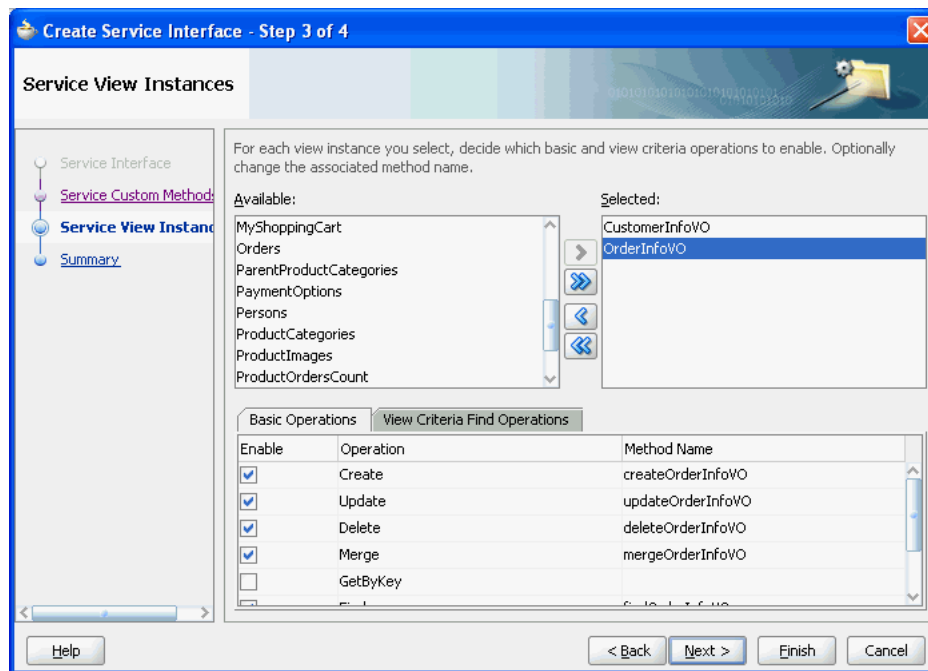 Create Service Interface - Step 3 of 4
Service View Instances
Service Interface
Service Custom Method
Service View Instanc
Summary
For each view instance you select, decide which basic and view criteria operations to enable. Optionally
change the associated method name.
Available:
MyShoppingCart
Orders
ParentProductCategories
PaymentOptions
Persons
ProductCategories
ProductImages
ProductOrdersCount
Selected:
CustomerInfoVO
OrderInfoVO
Basic Operations View Criteria Find Operations
Enable Operation Method Name
Create createOrderInfoVO
Update updateOrderInfoVO
Delete deleteOrderInfoVO
Merge mergeOrderInfoVO
GetByKey
Help < Back Next > Finish Cancel